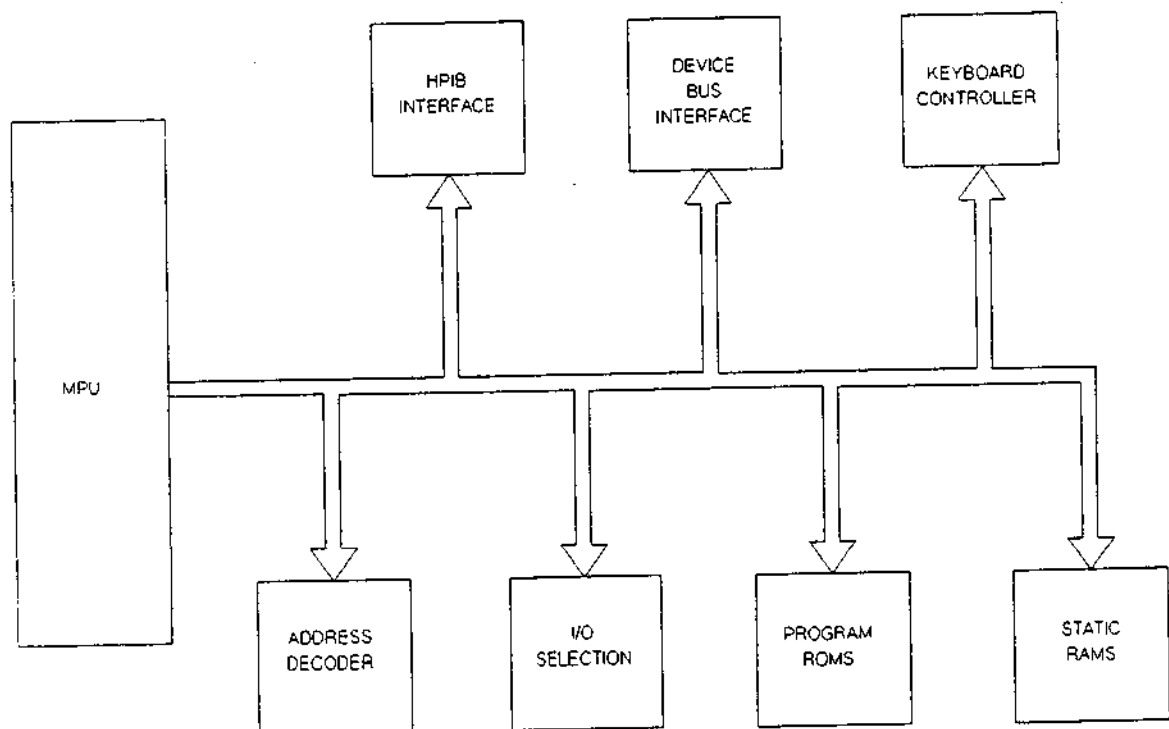 HPIB
INTERFACE
DEVICE
BUS
INTERFACE
KEYBOARD
CONTROLLER
MPU
ADDRESS
DECODER
I/O
SELECTION
PROGRAM
ROMS
STATIC
RAMS